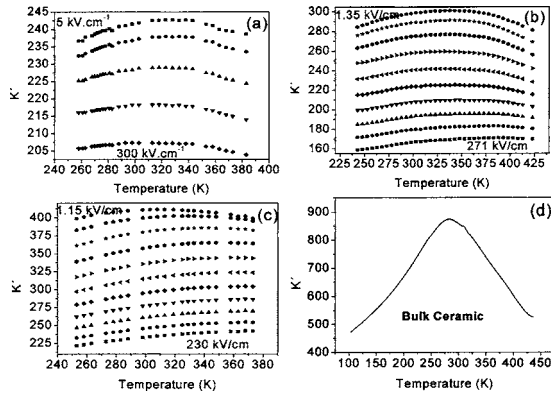 5 kV.cm⁻¹
(a)
245
240
235
230
225
220
215
210
205
K´
300 kV.cm⁻¹
240 260 280 300 320 340 360 380 400
Temperature (K)
1.35 kV/cm
(b)
300
280
260
240
220
200
180
160
K´
271 kV/cm
225 250 275 300 325 350 375 400 425
Temperature (K)
1.15 kV/cm
(c)
400
375
350
325
300
275
250
225
K´
230 kV/cm
240 260 280 300 320 340 360 380
Temperature (K)
(d)
900
800
700
600
500
400
K´
Bulk Ceramic
100 150 200 250 300 350 400 450
Temperature (K)